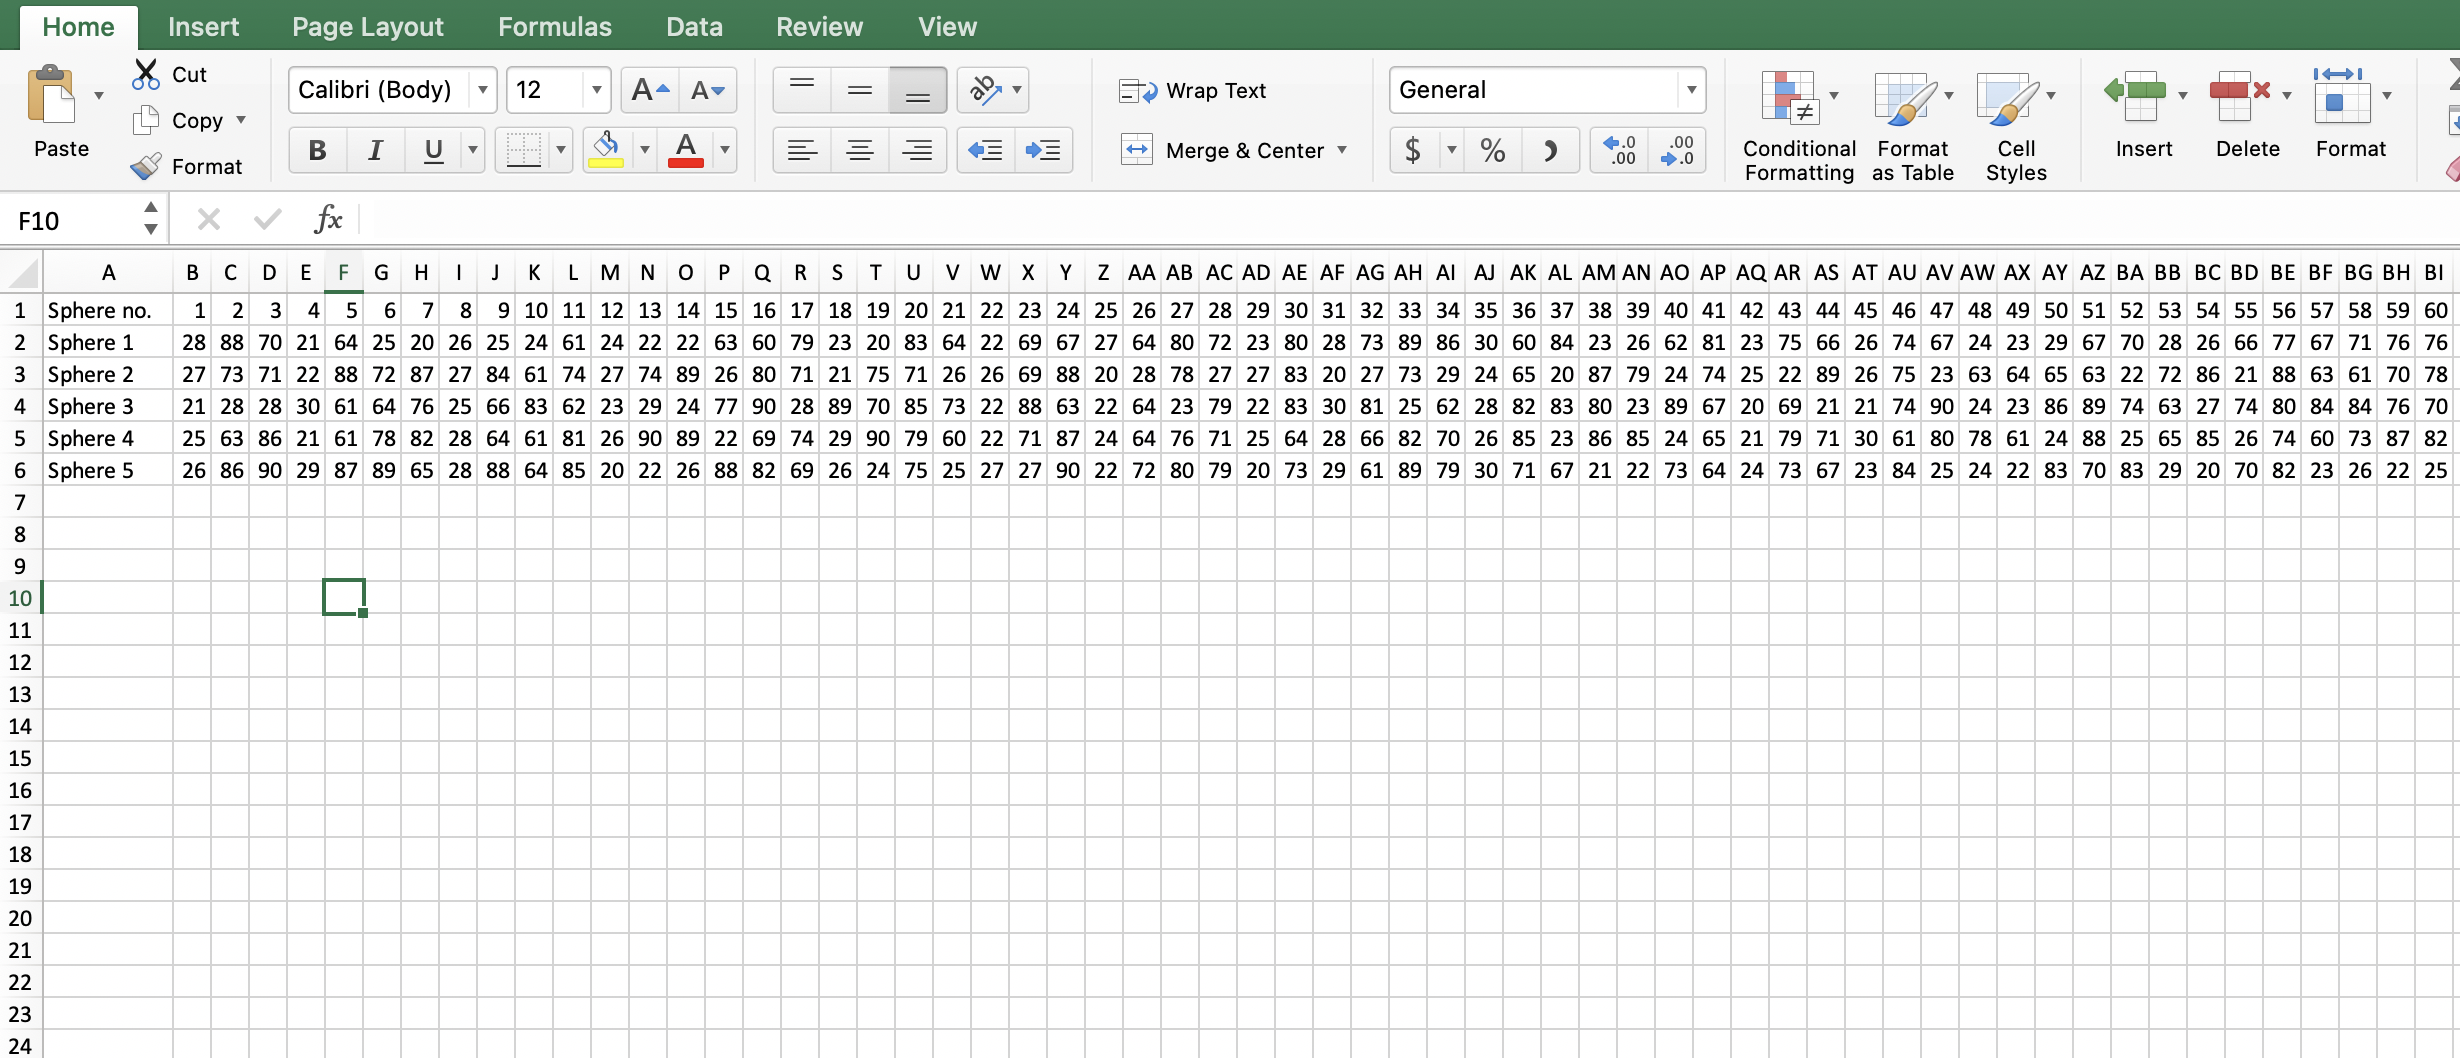 Home Insert Page Layout Formulas Data Review View
Cut
Copy
Format
Paste
Calibri (Body) 12 A A
B I U A
ab
Wrap Text
Merge & Center
General
$ % .0 .00 .00 .0
Conditional Formatting
Format as Table
Cell Styles
Insert
Delete
Format
F10 fx
A B C D E F G H I J K L M N O P Q R S T U V W X Y Z AA AB AC AD AE AF AG AH AI AJ AK AL AM AN AO AP AQ AR AS AT AU AV AW AX AY AZ BA BB BC BD BE BF BG BH BI
1 Sphere no. 1 2 3 4 5 6 7 8 9 10 11 12 13 14 15 16 17 18 19 20 21 22 23 24 25 26 27 28 29 30 31 32 33 34 35 36 37 38 39 40 41 42 43 44 45 46 47 48 49 50 51 52 53 54 55 56 57 58 59 60
2 Sphere 1 28 88 70 21 64 25 20 26 25 24 61 24 22 22 63 60 79 23 20 83 64 22 69 67 27 64 80 72 23 80 28 73 89 86 30 60 84 23 26 62 81 23 75 66 26 74 67 24 23 29 67 70 28 26 66 77 67 71 76 76
3 Sphere 2 27 73 71 22 88 72 87 27 84 61 74 27 74 89 26 80 71 21 75 71 26 26 69 88 20 28 78 27 27 83 20 27 73 29 24 65 20 87 79 24 74 25 22 89 26 75 23 63 64 65 63 22 72 86 21 88 63 61 70 78
4 Sphere 3 21 28 28 30 61 64 76 25 66 83 62 23 29 24 77 90 28 89 70 85 73 22 88 63 22 64 23 79 22 83 30 81 25 62 28 82 83 80 23 89 67 20 69 21 21 74 90 24 23 86 89 74 63 27 74 80 84 84 76 70
5 Sphere 4 25 63 86 21 61 78 82 28 64 61 81 26 90 89 22 69 74 29 90 79 60 22 71 87 24 64 76 71 25 64 28 66 82 70 26 85 23 86 85 24 65 21 79 71 30 61 80 78 61 24 88 25 65 85 26 74 60 73 87 82
6 Sphere 5 26 86 90 29 87 89 65 28 88 64 85 20 22 26 88 82 69 26 24 75 25 27 27 90 22 72 80 79 20 73 29 61 89 79 30 71 67 21 22 73 64 24 73 67 23 84 25 24 22 83 70 83 29 20 70 82 23 26 22 25
7
8
9
10
11
12
13
14
15
16
17
18
19
20
21
22
23
24